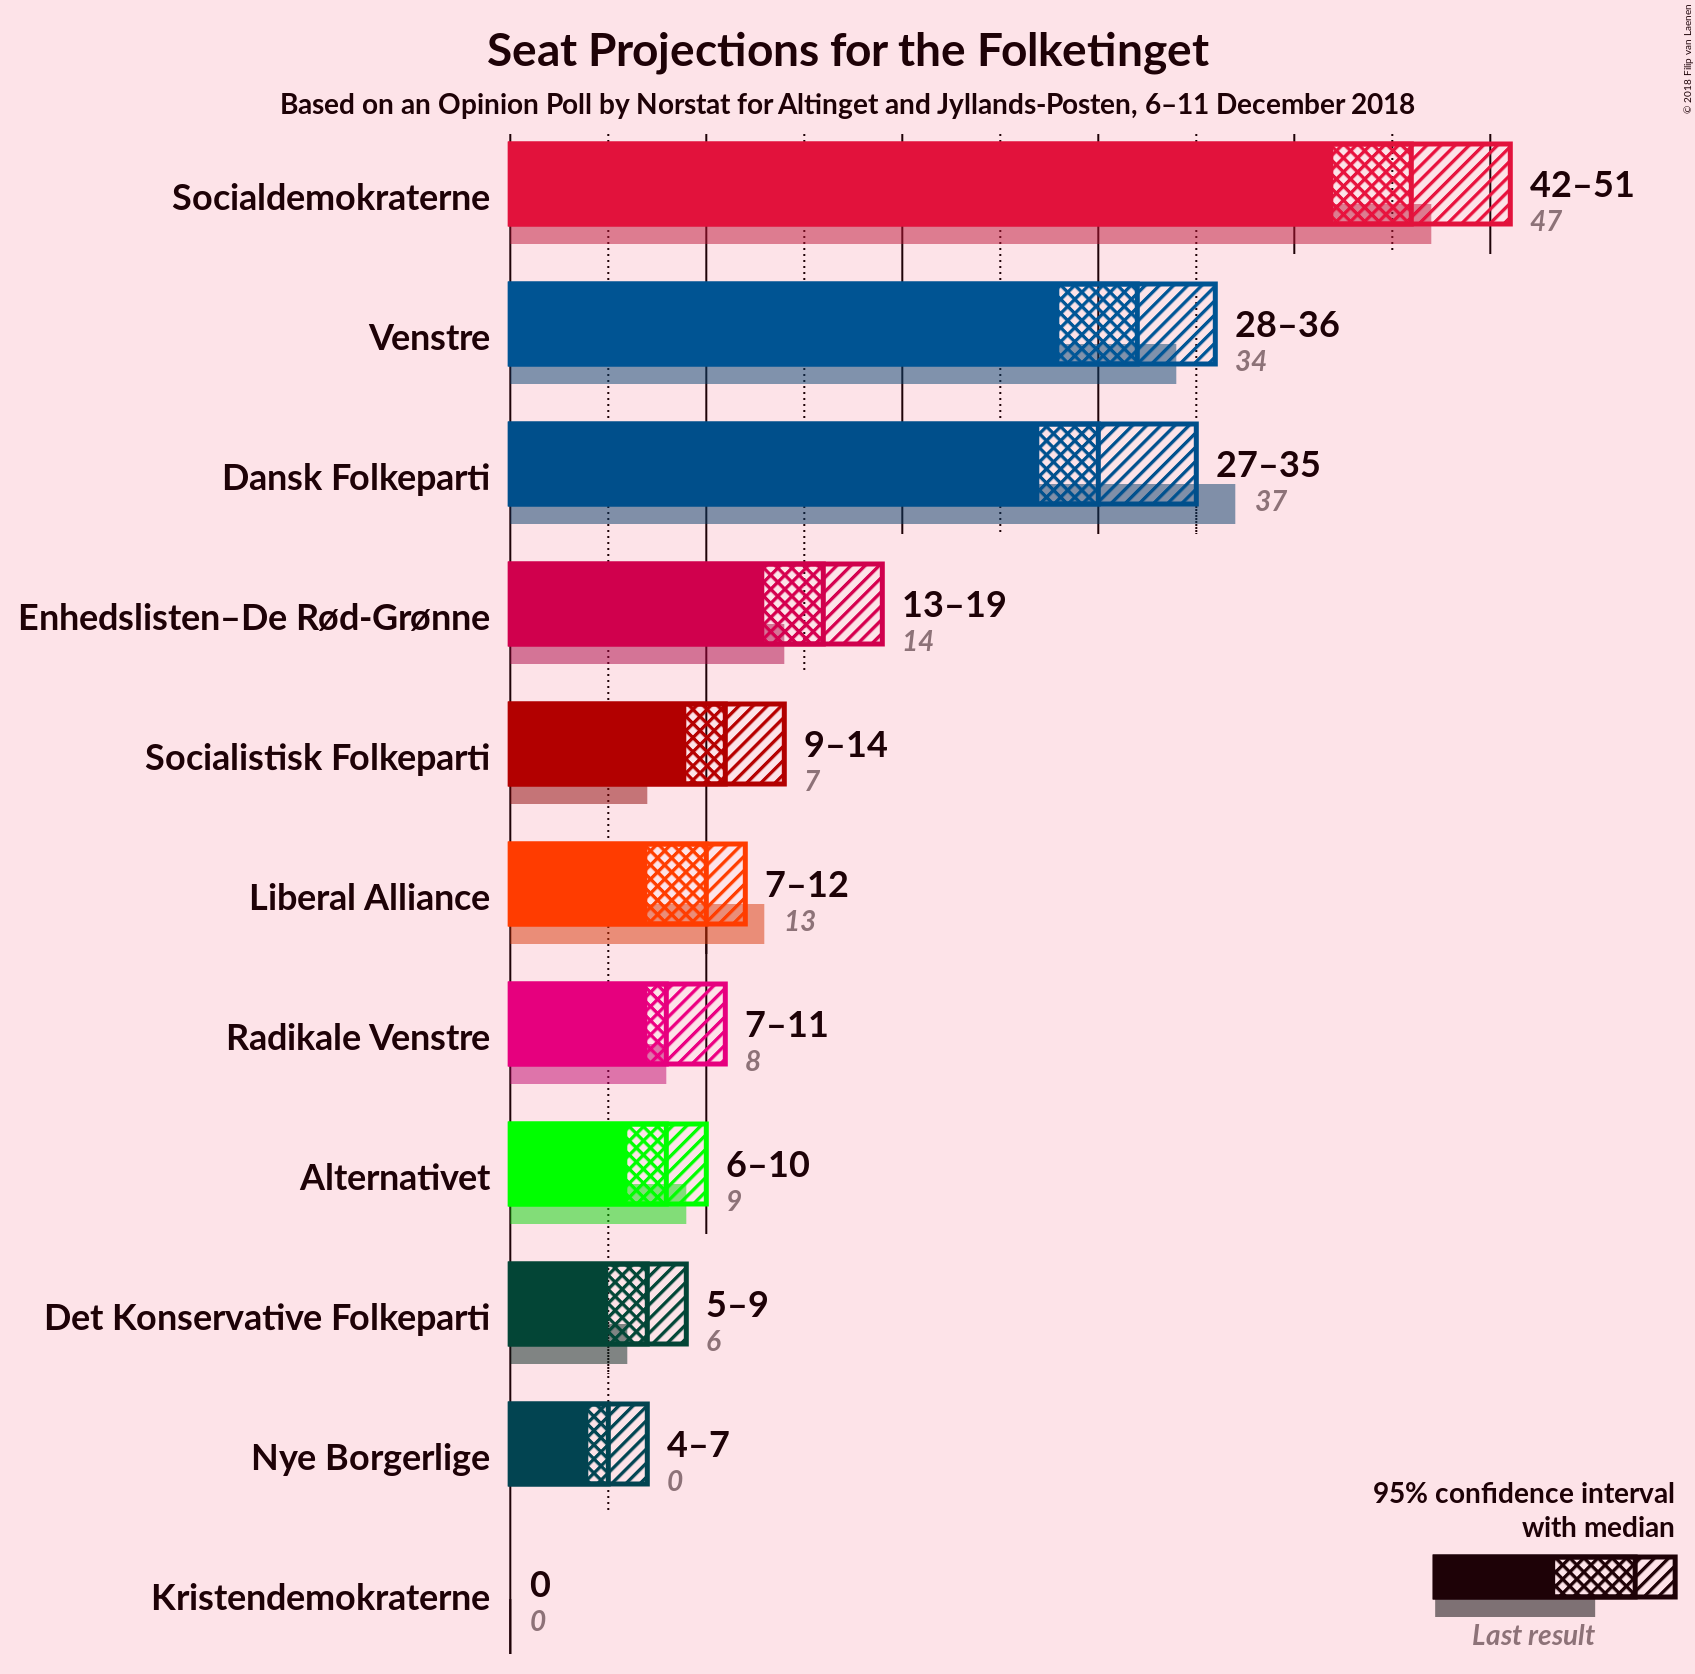 Seat Projections for the Folketinget
Based on an Opinion Poll by Norstat for Altinget and Jyllands-Posten, 6–11 December 2018
© 2018 Filip van Laenen
Socialdemokraterne
42–51
47
Venstre
28–36
34
Dansk Folkeparti
27–35
37
Enhedslisten–De Rød-Grønne
13–19
14
Socialistisk Folkeparti
9–14
7
Liberal Alliance
7–12
13
Radikale Venstre
7–11
8
Alternativet
6–10
9
Det Konservative Folkeparti
5–9
6
Nye Borgerlige
4–7
0
Kristendemokraterne
0
0
95% confidence interval
with median
Last result